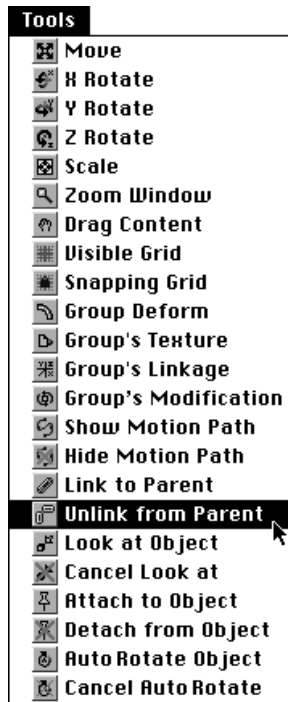 Tools
Move
X Rotate
Y Rotate
Z Rotate
Scale
Zoom Window
Drag Content
Visible Grid
Snapping Grid
Group Deform
Group's Texture
Group's Linkage
Group's Modification
Show Motion Path
Hide Motion Path
Link to Parent
Unlink from Parent
Look at Object
Cancel Look at
Attach to Object
Detach from Object
Auto Rotate Object
Cancel Auto Rotate